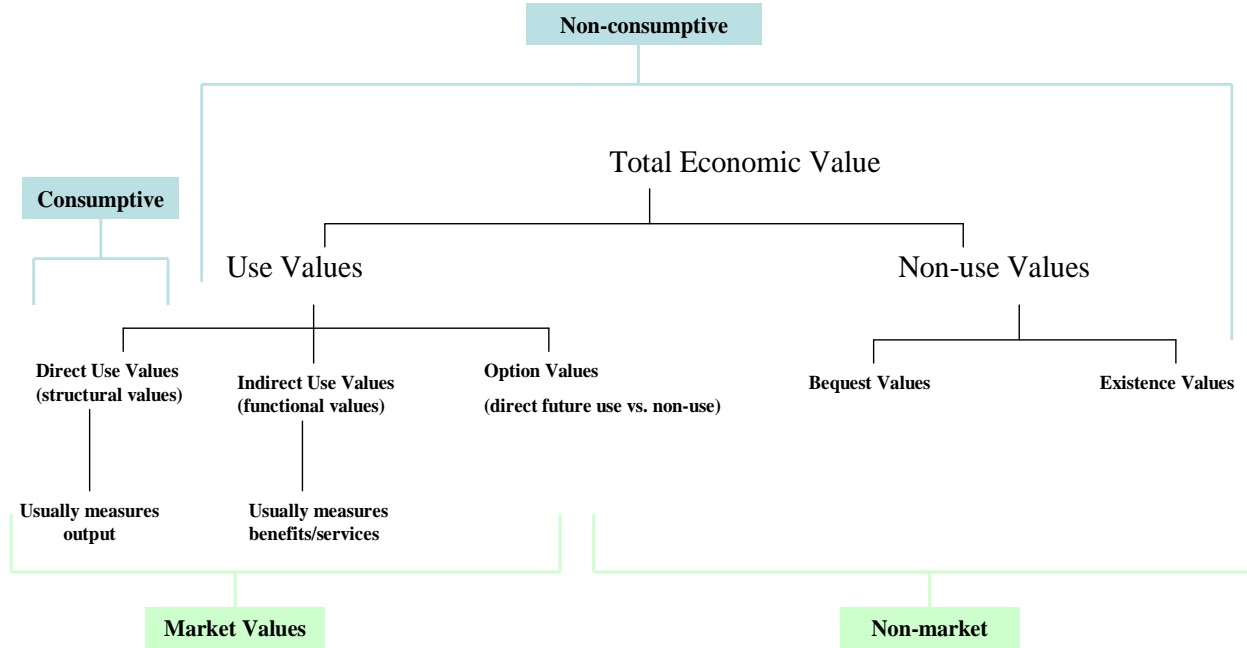 Non-consumptive
Total Economic Value
Consumptive
Use Values
Non-use Values
Direct Use Values
(structural values)
Indirect Use Values
(functional values)
Option Values
(direct future use vs. non-use)
Bequest Values
Existence Values
Usually measures
output
Usually measures
benefits/services
Market Values
Non-market